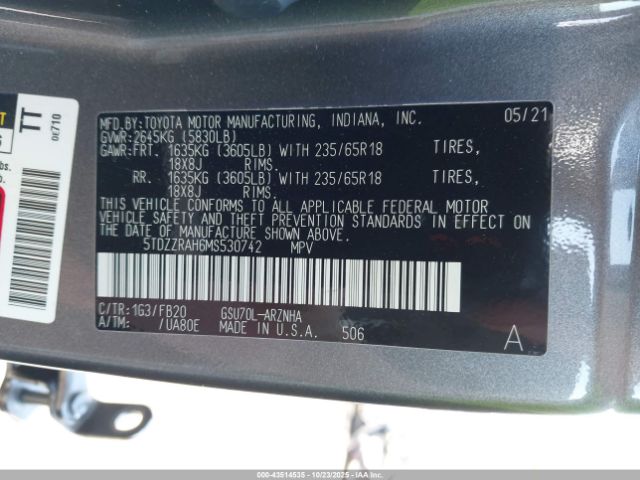 TT
0E710
MFD.BY:TOYOTA MOTOR MANUFACTURING, INDIANA, INC. 05/21
GVWR:2645KG (5830LB)
GAWR:FRT. 1635KG (3605LB) WITH 235/65R18 TIRES,
18X8J RIMS.
RR. 1635KG (3605LB) WITH 235/65R18 TIRES,
18X8J RIMS.
THIS VEHICLE CONFORMS TO ALL APPLICABLE FEDERAL MOTOR
VEHICLE SAFETY AND THEFT PREVENTION STANDARDS IN EFFECT ON
THE DATE OF MANUFACTURE SHOWN ABOVE.
5TDZZRAH6MS530742 MPV
C/TR:1G3/FB20 GSU70L-ARZNHA
A/TM: /UA80E MADE IN U.S.A. 506 A
000-43514535 - 10/23/2025 - IAAI.COM